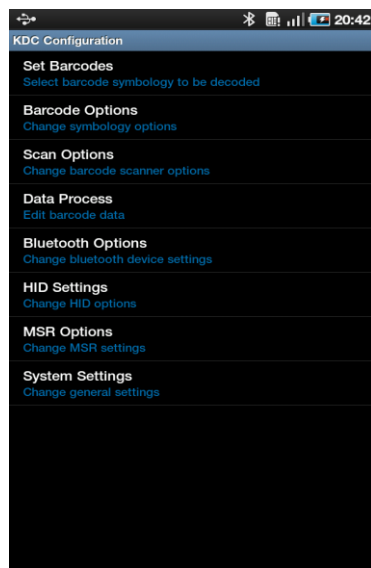 20:42
KDC Configuration
Set Barcodes
Select barcode symbology to be decoded
Barcode Options
Change symbology options
Scan Options
Change barcode scanner options
Data Process
Edit barcode data
Bluetooth Options
Change bluetooth device settings
HID Settings
Change HID options
MSR Options
Change MSR settings
System Settings
Change general settings